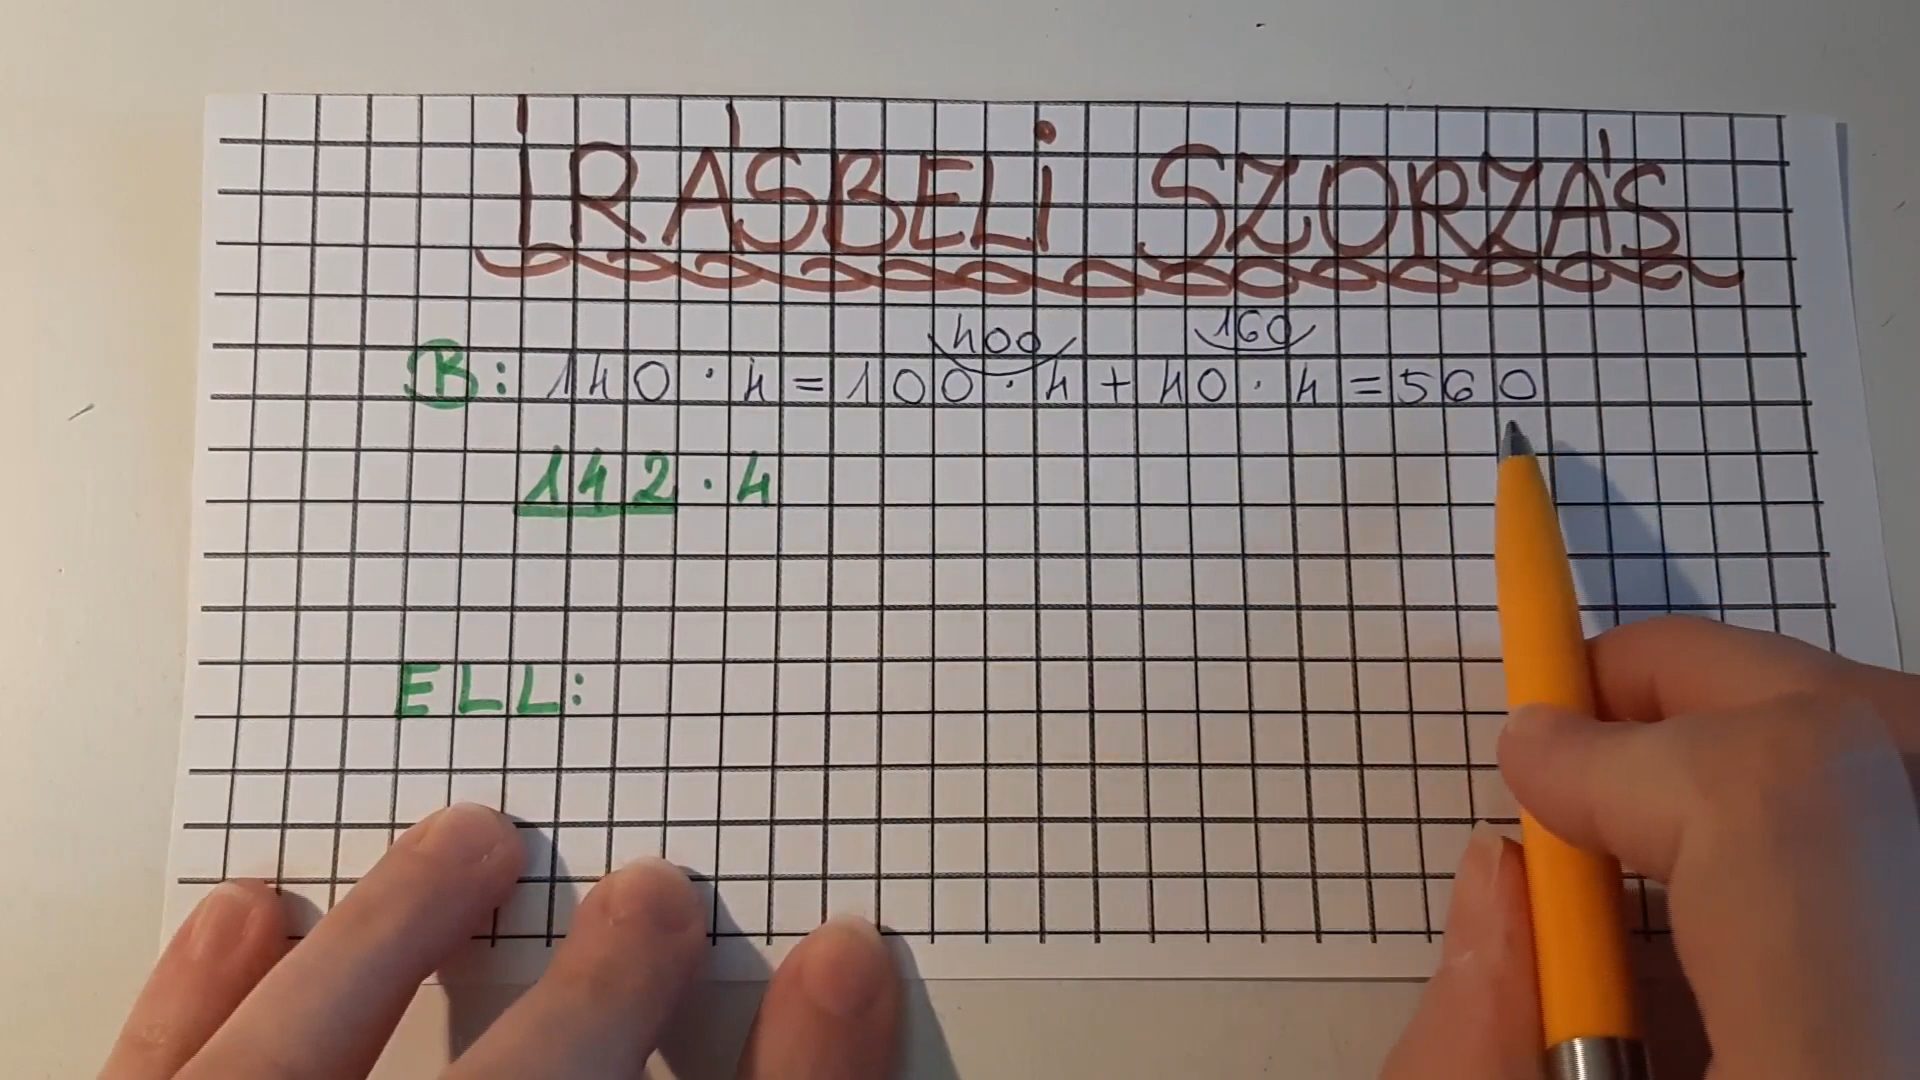 ÍRÁSBELi SZORZÁS
400 160
B: 140 · 4 = 100 · 4 + 40 · 4 = 560
142 · 4
ELL: